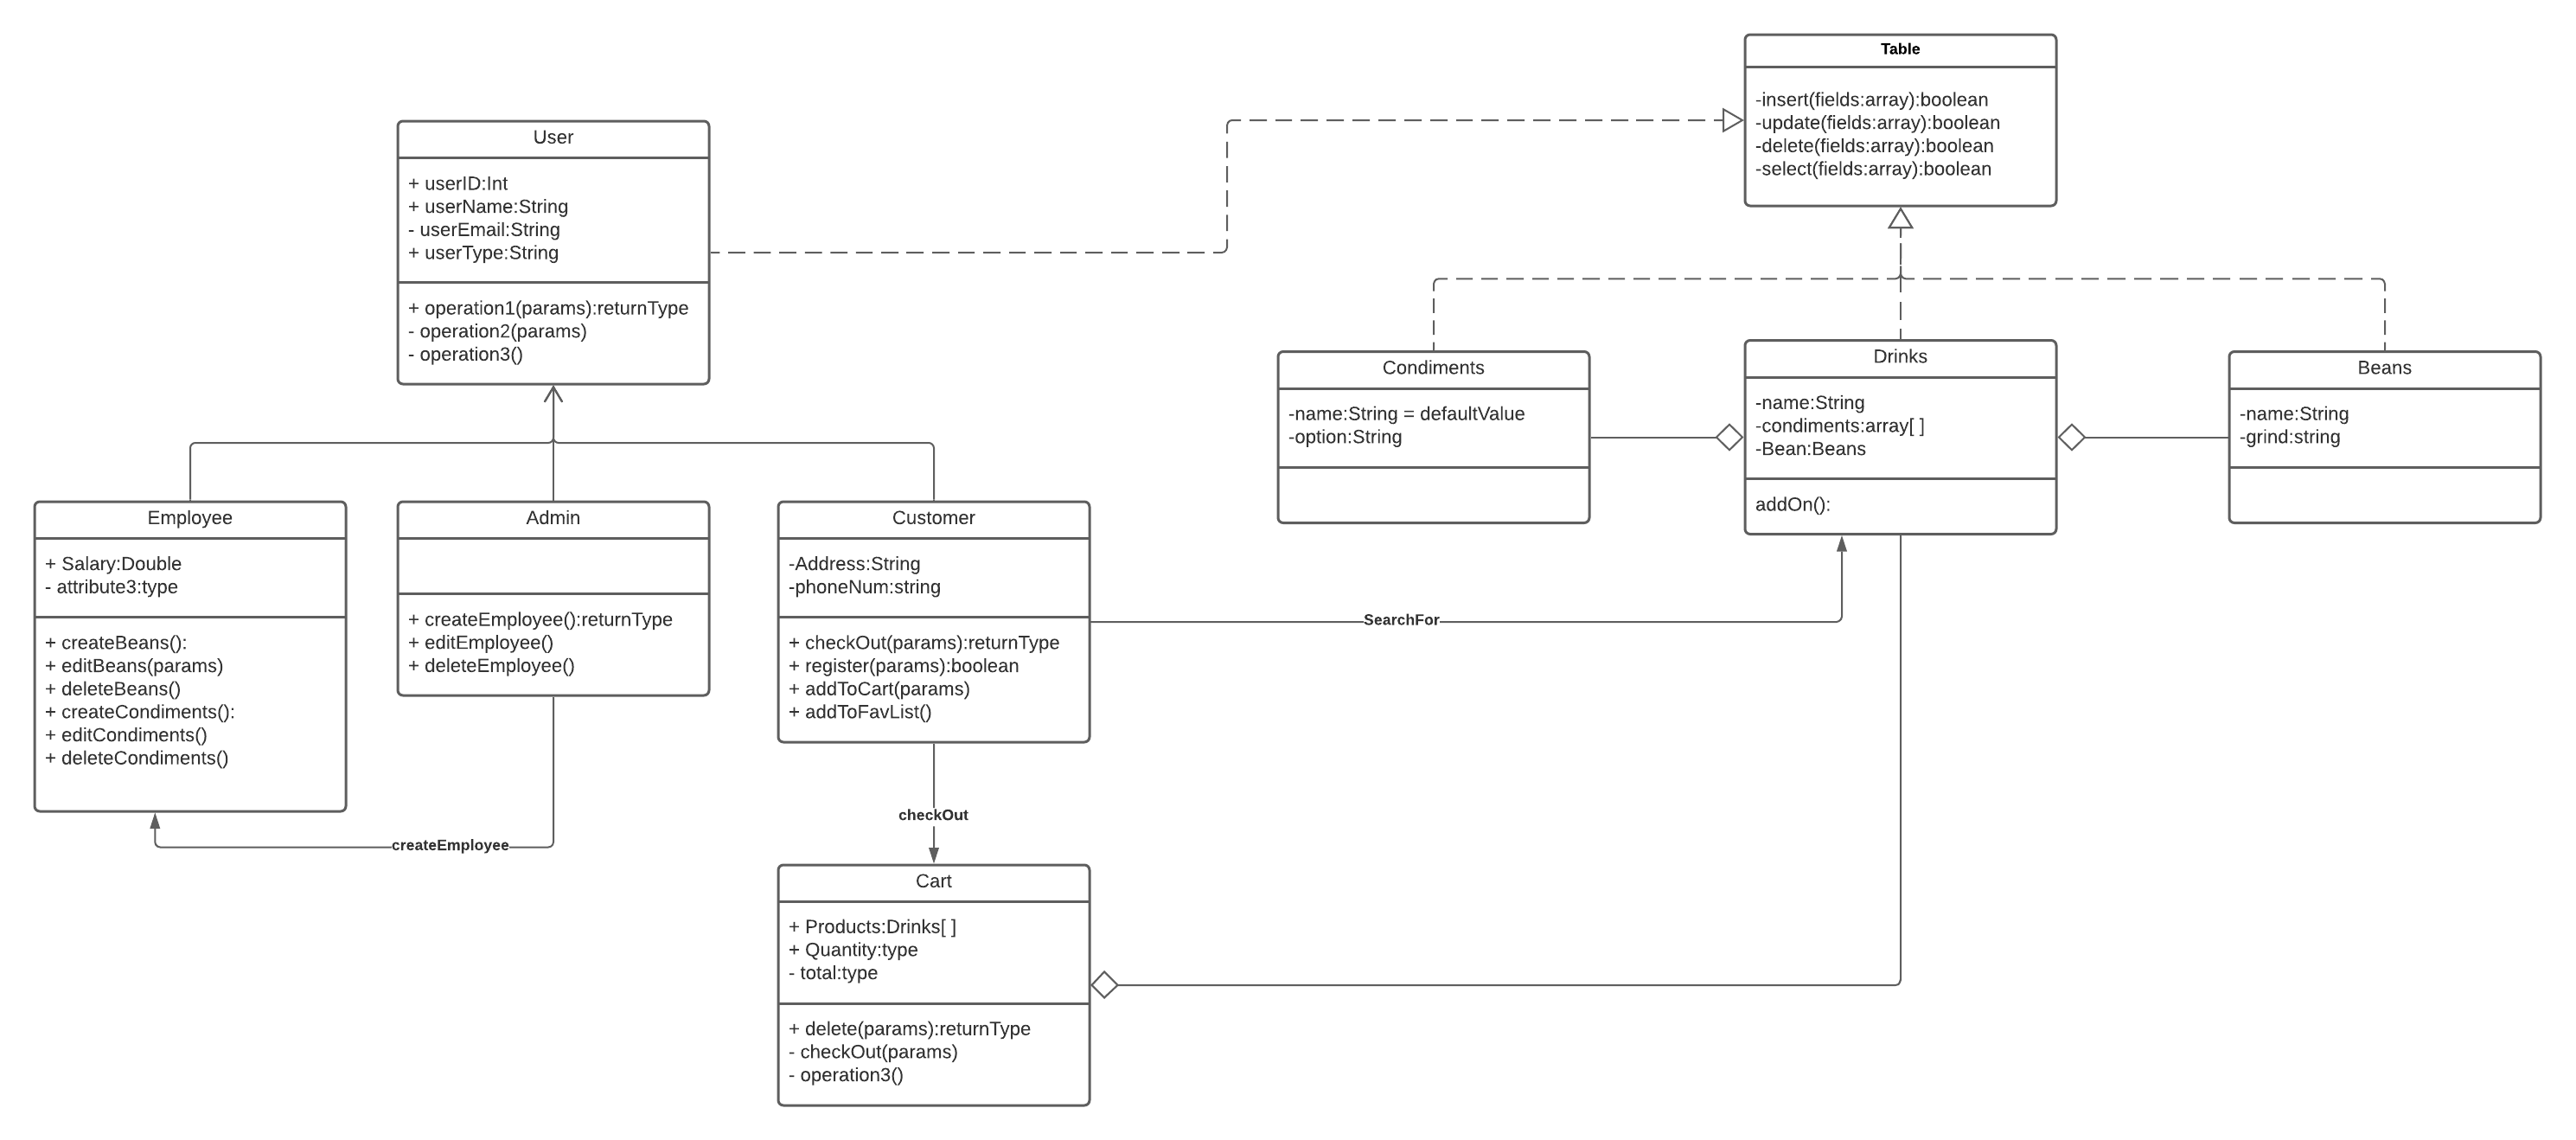 Table
-insert(fields:array):boolean
-update(fields:array):boolean
-delete(fields:array):boolean
-select(fields:array):boolean
User
+ userID:Int
+ userName:String
- userEmail:String
+ userType:String
+ operation1(params):returnType
- operation2(params)
- operation3()
Condiments
-name:String = defaultValue
-option:String
Drinks
-name:String
-condiments:array[ ]
-Bean:Beans
addOn():
Beans
-name:String
-grind:string
Employee
+ Salary:Double
- attribute3:type
+ createBeans():
+ editBeans(params)
+ deleteBeans()
+ createCondiments():
+ editCondiments()
+ deleteCondiments()
Admin
+ createEmployee():returnType
+ editEmployee()
+ deleteEmployee()
Customer
-Address:String
-phoneNum:string
+ checkOut(params):returnType
+ register(params):boolean
+ addToCart(params)
+ addToFavList()
SearchFor
checkOut
createEmployee
Cart
+ Products:Drinks[ ]
+ Quantity:type
- total:type
+ delete(params):returnType
- checkOut(params)
- operation3()